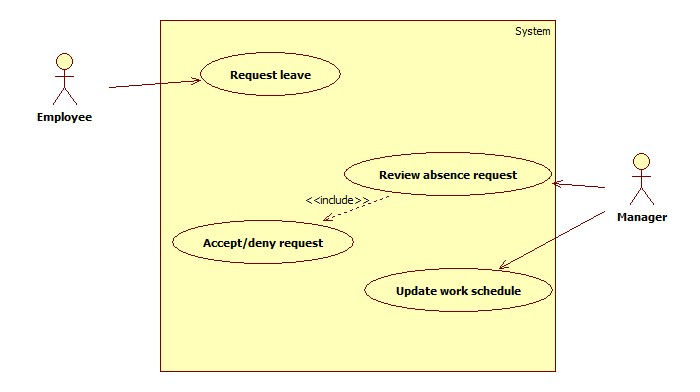 System
Request leave
Employee
Review absence request
<<include>>
Manager
Accept/deny request
Update work schedule